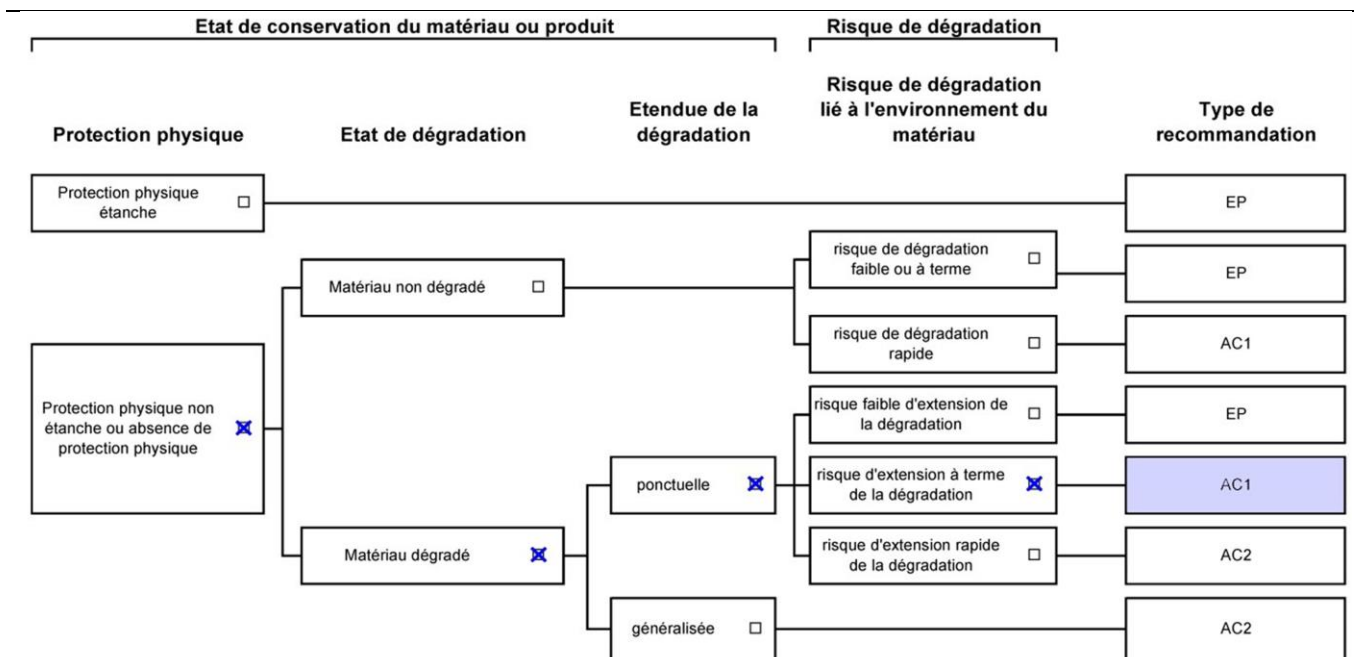 Etat de conservation du matériau ou produit
Risque de dégradation
Protection physique
Etat de dégradation
Etendue de la
dégradation
Risque de dégradation
lié à l'environnement du
matériau
Type de
recommandation
Protection physique
étanche
EP
risque de dégradation
faible ou à terme
EP
Matériau non dégradé
risque de dégradation
rapide
AC1
Protection physique non
étanche ou absence de
protection physique
risque faible d'extension de
la dégradation
EP
ponctuelle
risque d'extension à terme
de la dégradation
AC1
Matériau dégradé
risque d'extension rapide
de la dégradation
AC2
généralisée
AC2